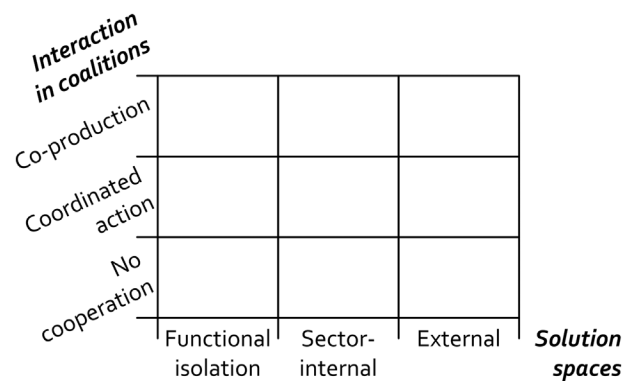 Interaction
in coalitions
Co-production
Coordinated
action
No
cooperation
Functional
isolation
Sector-
internal
External
Solution
spaces